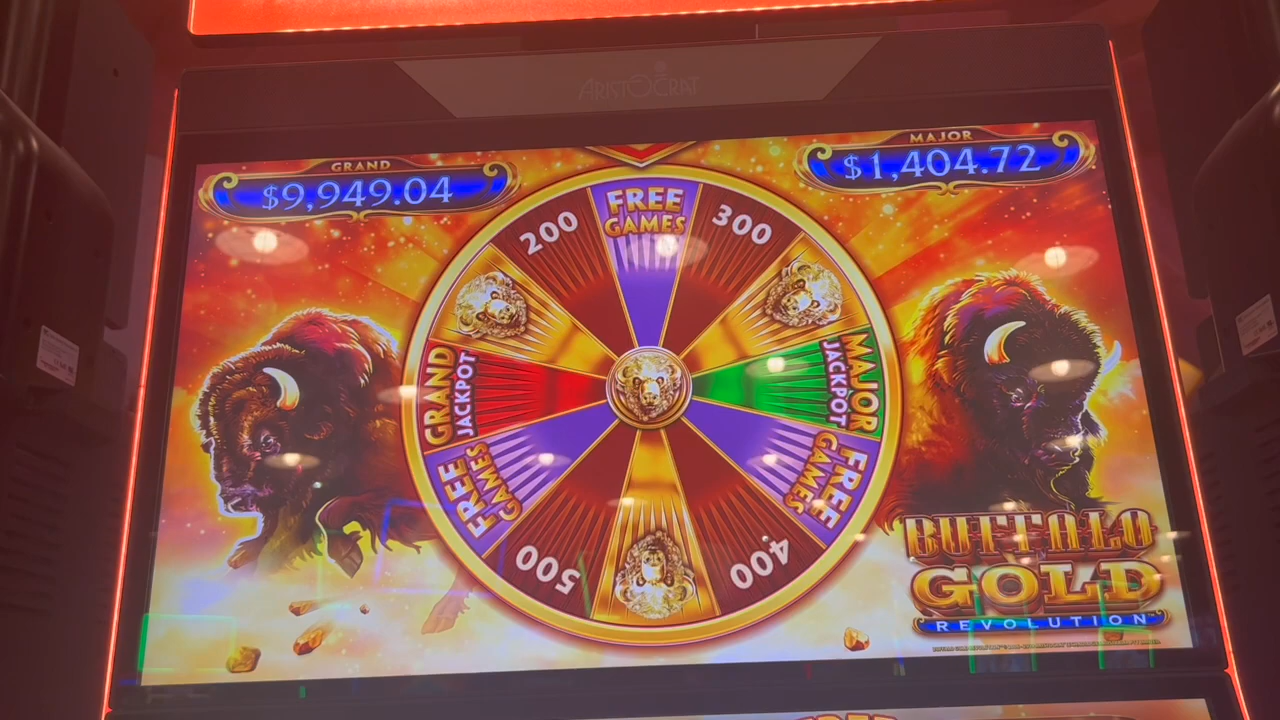 ARISTOCRAT
GRAND
$9,949.04
MAJOR
$1,404.72
FREE
GAMES
300
MAJOR
JACKPOT
FREE
GAMES
400
500
FREE
GAMES
GRAND
JACKPOT
200
BUFFALO
GOLD
REVOLUTION